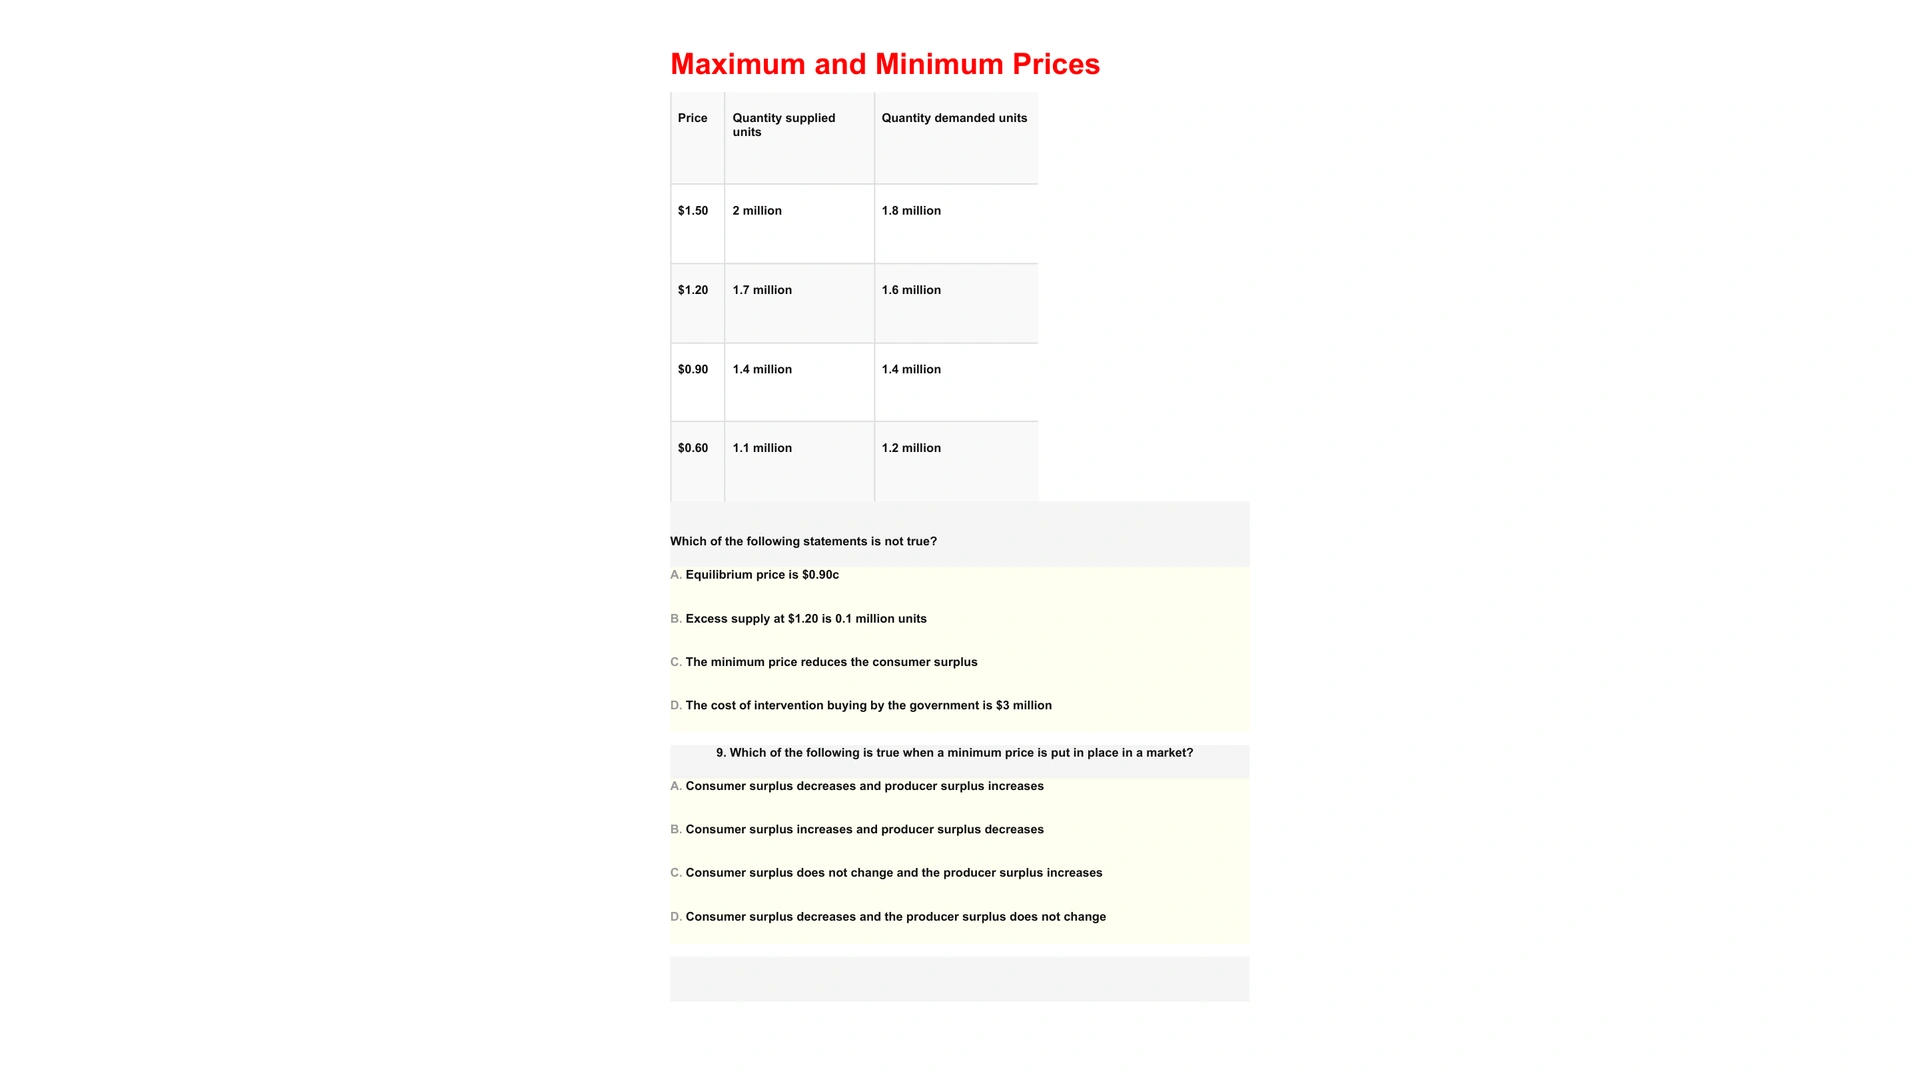 Maximum and Minimum Prices
Price Quantity supplied units Quantity demanded units
$1.50 2 million 1.8 million
$1.20 1.7 million 1.6 million
$0.90 1.4 million 1.4 million
$0.60 1.1 million 1.2 million
Which of the following statements is not true?
A. Equilibrium price is $0.90c
B. Excess supply at $1.20 is 0.1 million units
C. The minimum price reduces the consumer surplus
D. The cost of intervention buying by the government is $3 million
9. Which of the following is true when a minimum price is put in place in a market?
A. Consumer surplus decreases and producer surplus increases
B. Consumer surplus increases and producer surplus decreases
C. Consumer surplus does not change and the producer surplus increases
D. Consumer surplus decreases and the producer surplus does not change